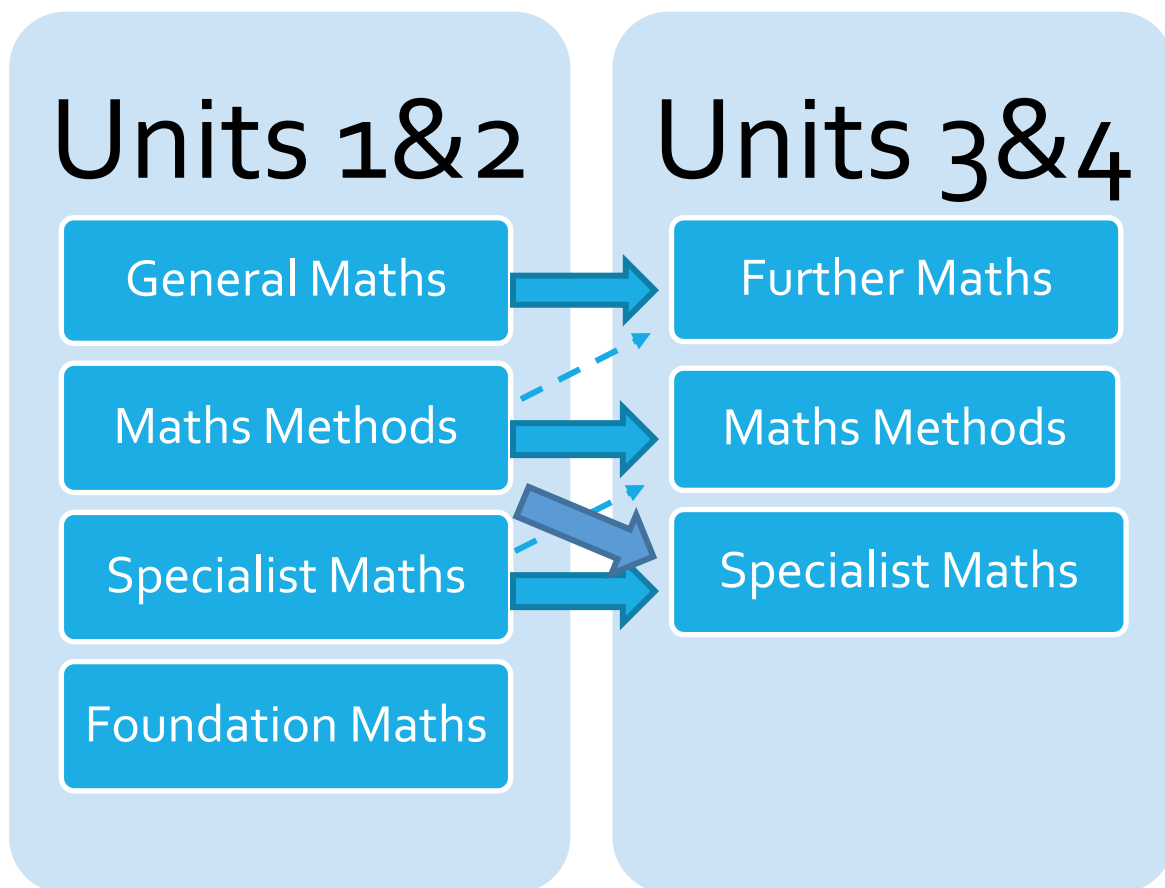 Units 1&2
General Maths
Maths Methods
Specialist Maths
Foundation Maths
Units 3&4
Further Maths
Maths Methods
Specialist Maths